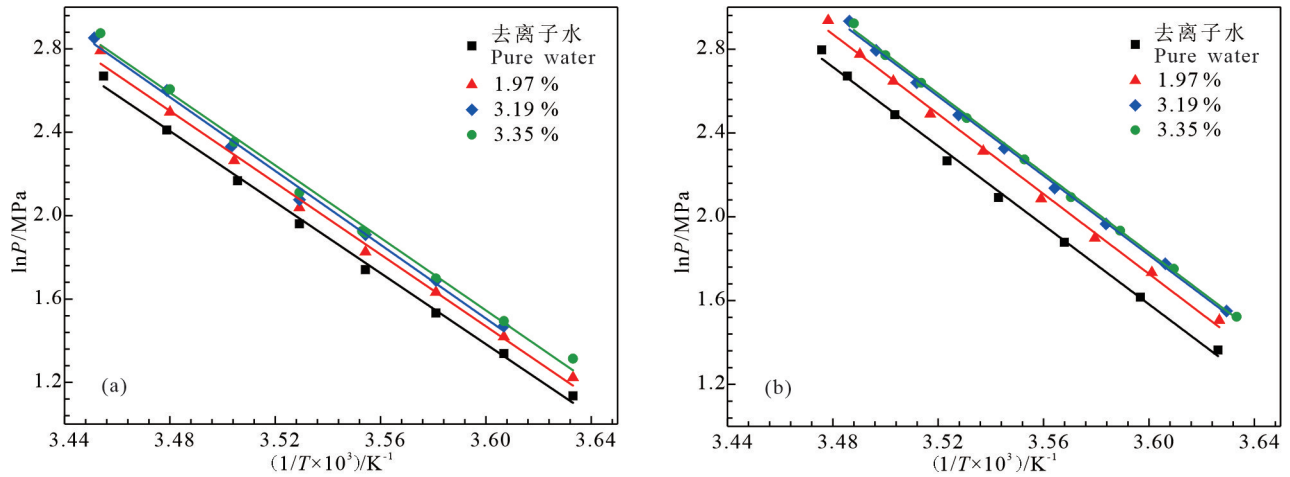 2.8
2.4
2.0
1.6
1.2
lnP/MPa
去离子水
Pure water
1.97 %
3.19 %
3.35 %
(a)
3.44 3.48 3.52 3.56 3.60 3.64
(1/T×10³)/K⁻¹
2.8
2.4
2.0
1.6
1.2
lnP/MPa
去离子水
Pure water
1.97 %
3.19 %
3.35 %
(b)
3.44 3.48 3.52 3.56 3.60 3.64
(1/T×10³)/K⁻¹